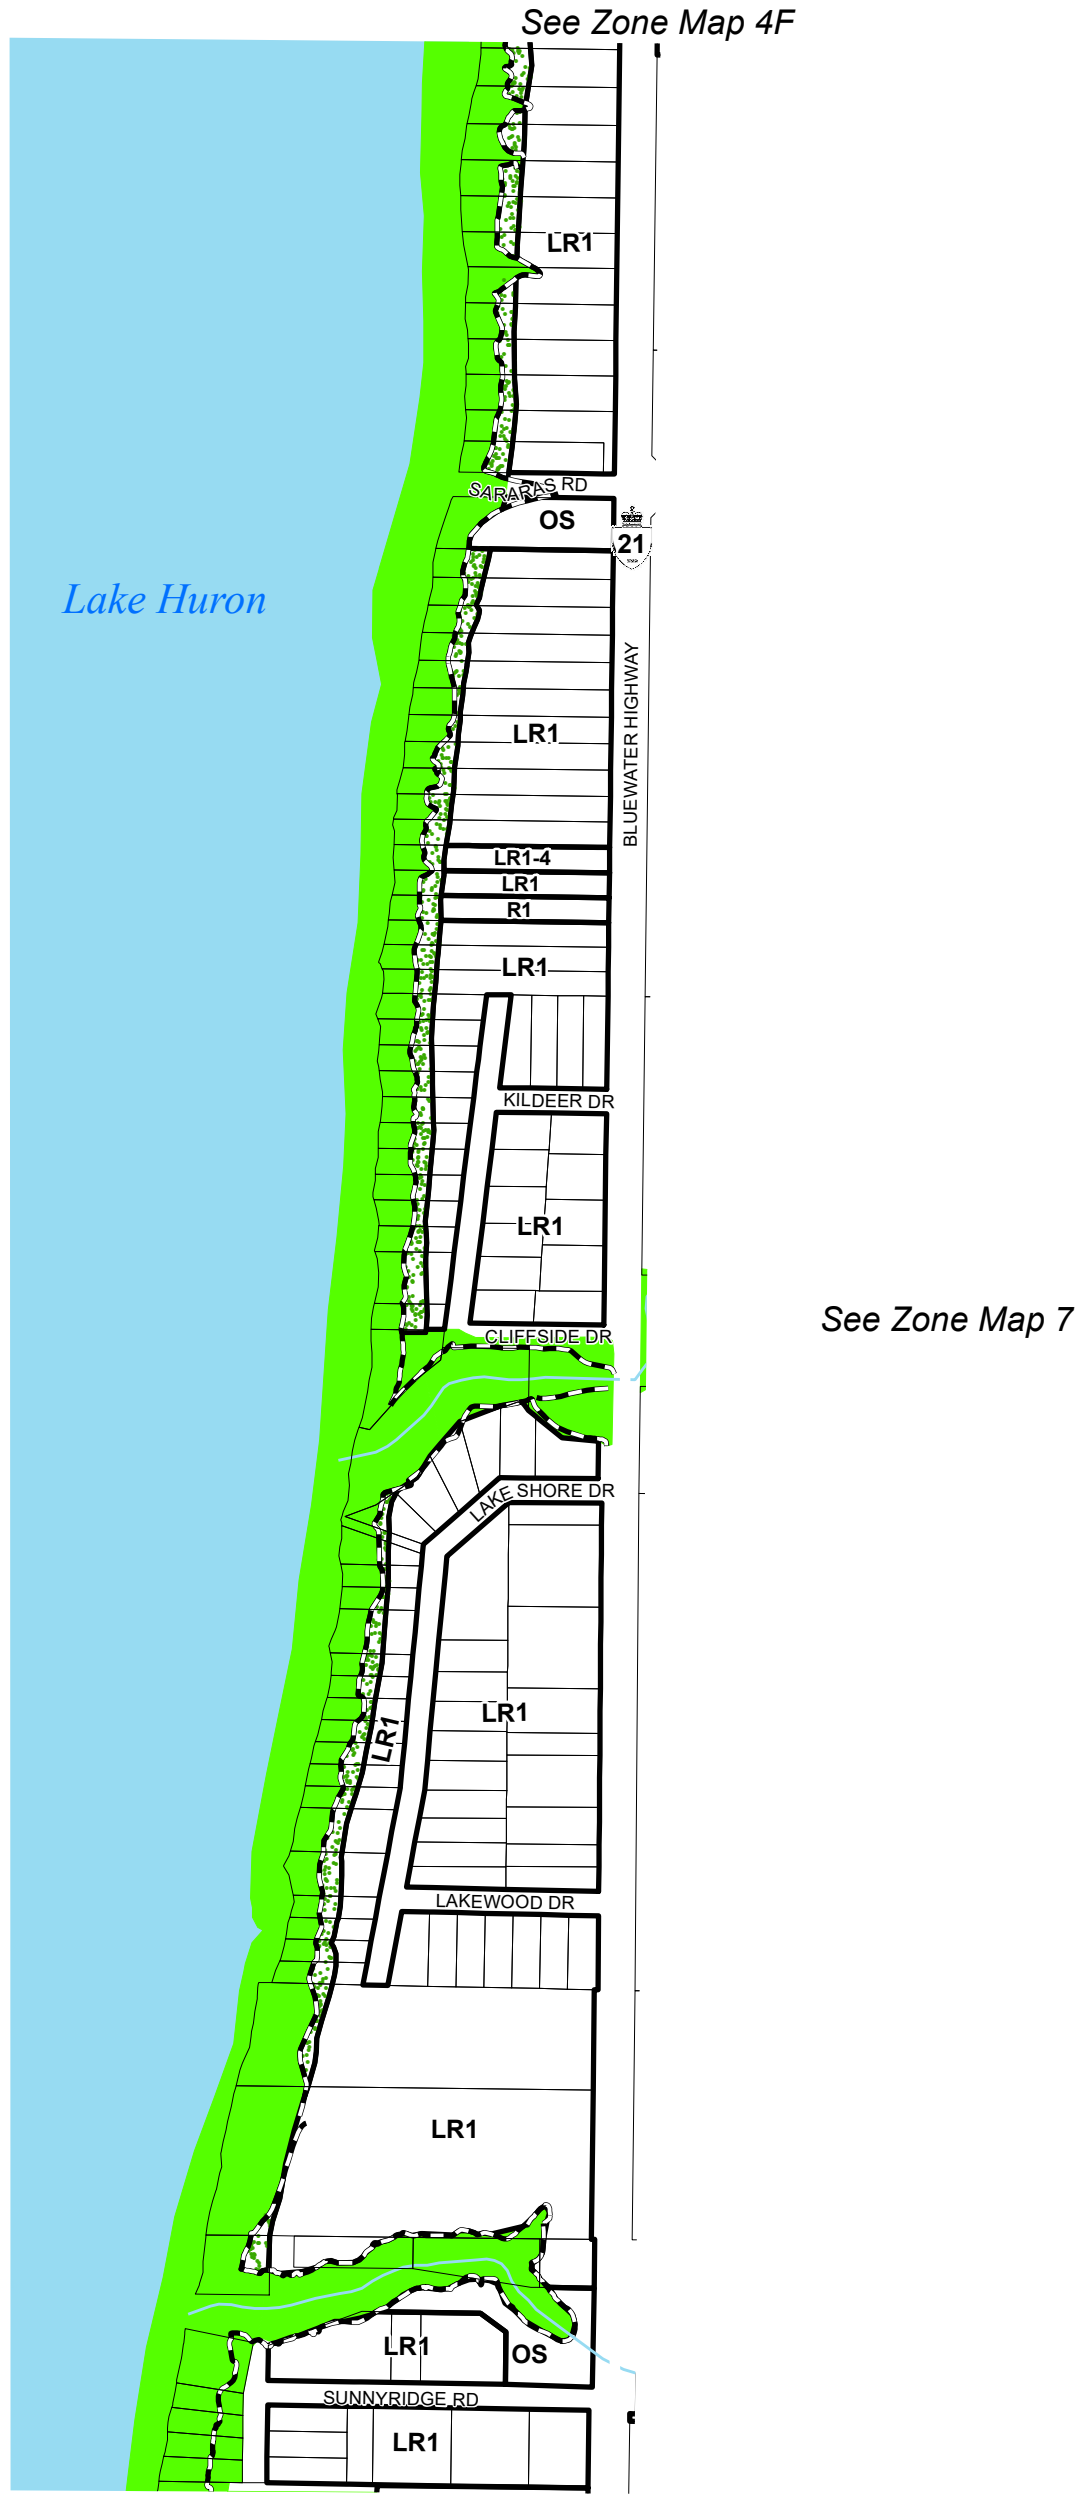 See Zone Map 4F
LR1
SARARAS RD
OS
21
Lake Huron
BLUEWATER HIGHWAY
LR1
LR1-4
LR1
R1
LR1
KILDEER DR
LR1
See Zone Map 7
CLIFFSIDE DR
LAKE SHORE DR
LR1
LR1
LAKEWOOD DR
LR1
LR1
OS
SUNNYRIDGE RD
LR1